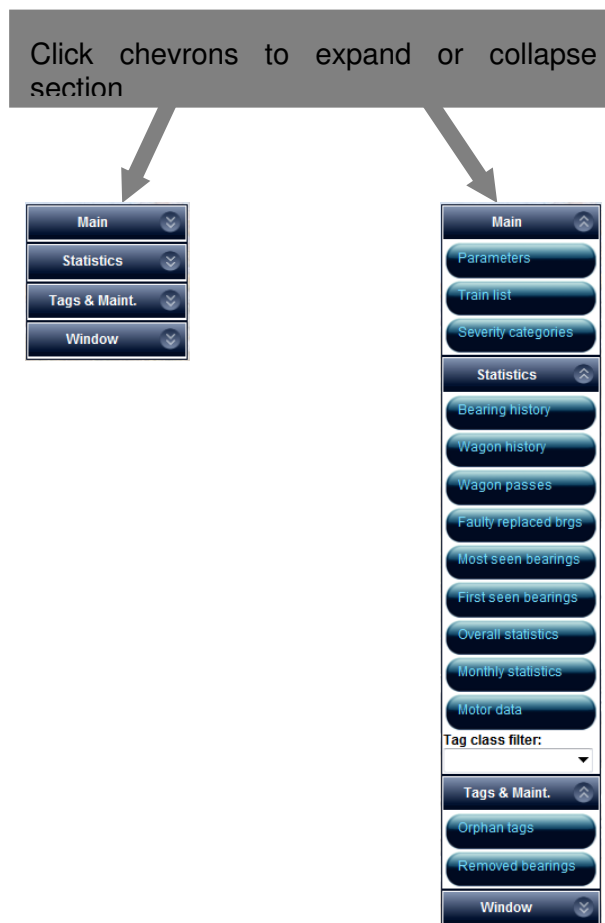 Click chevrons to expand or collapse
section
Main
Statistics
Tags & Maint.
Window
Main
Parameters
Train list
Severity categories
Statistics
Bearing history
Wagon history
Wagon passes
Faulty replaced brgs
Most seen bearings
First seen bearings
Overall statistics
Monthly statistics
Motor data
Tag class filter:
Tags & Maint.
Orphan tags
Removed bearings
Window